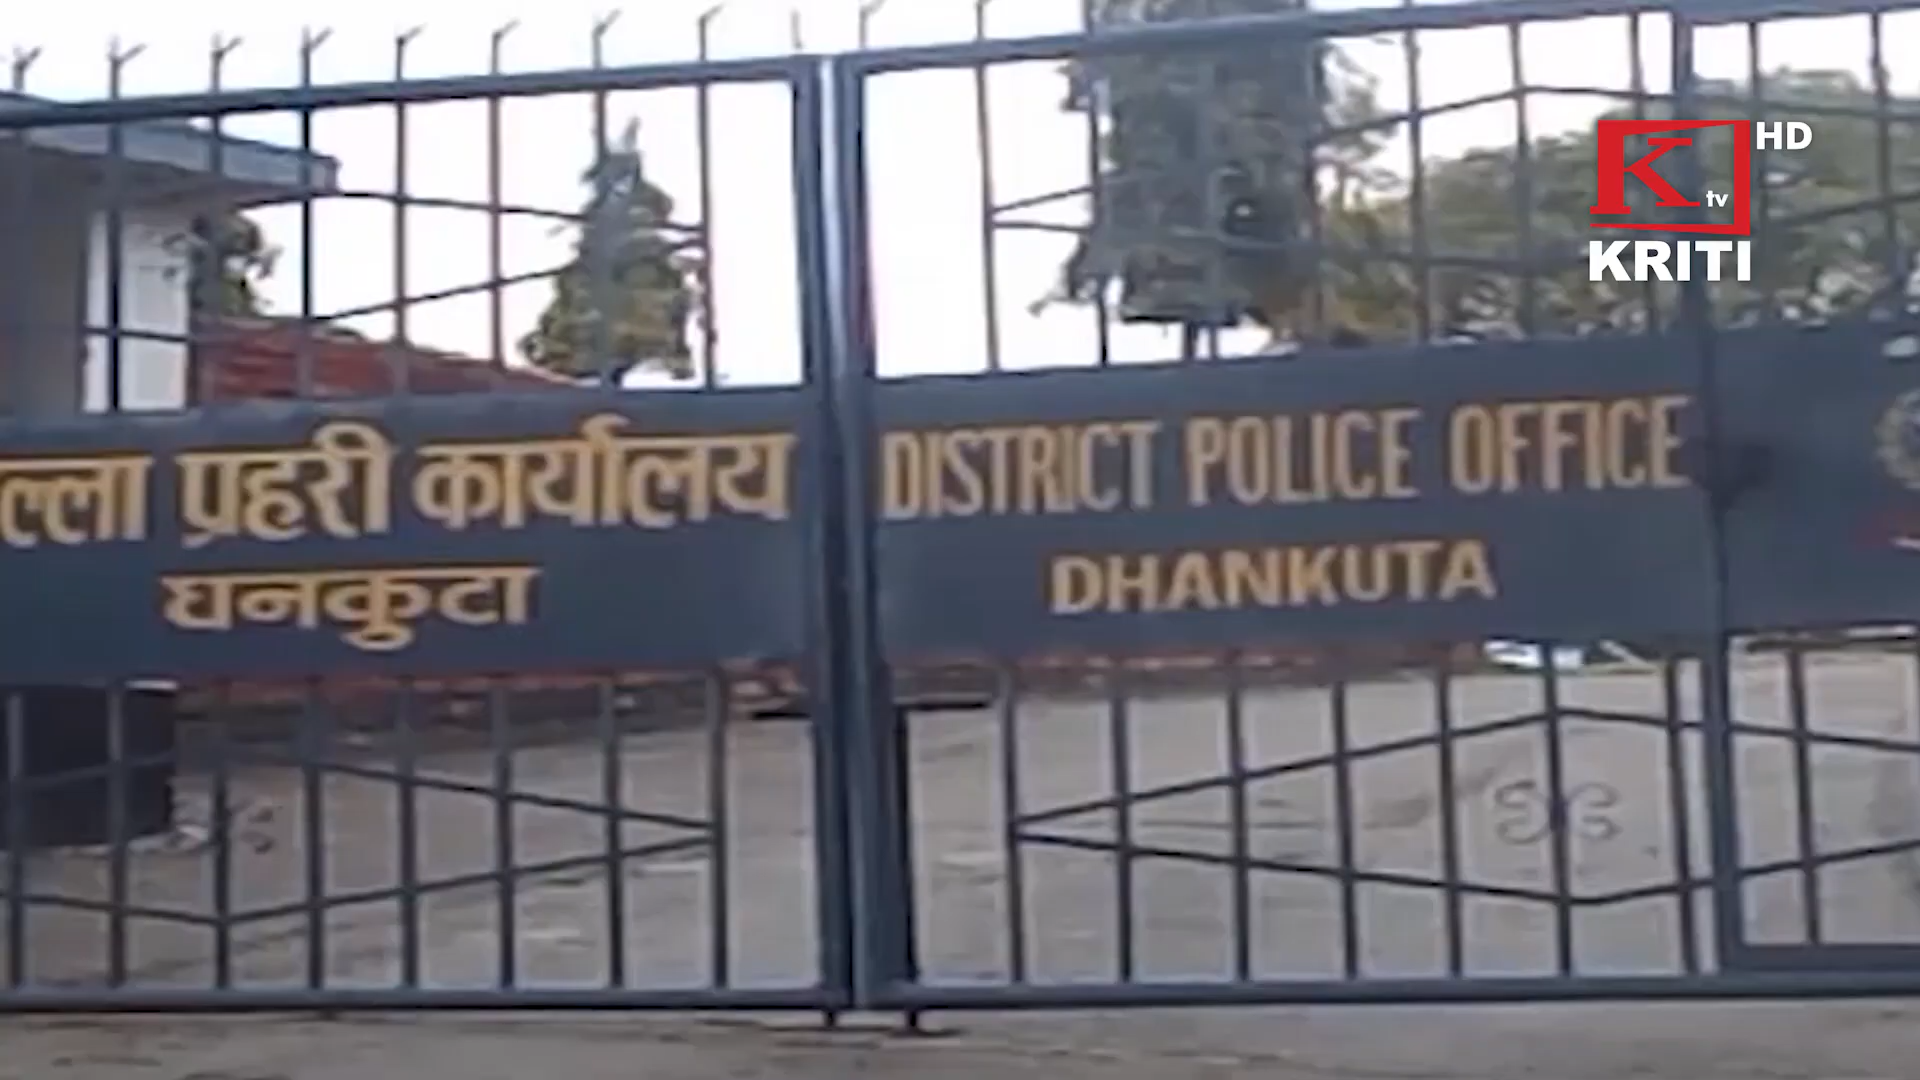 K tv HD
KRITI
ल्ला प्रहरी कार्यालय
धनकुटा
DISTRICT POLICE OFFICE
DHANKUTA